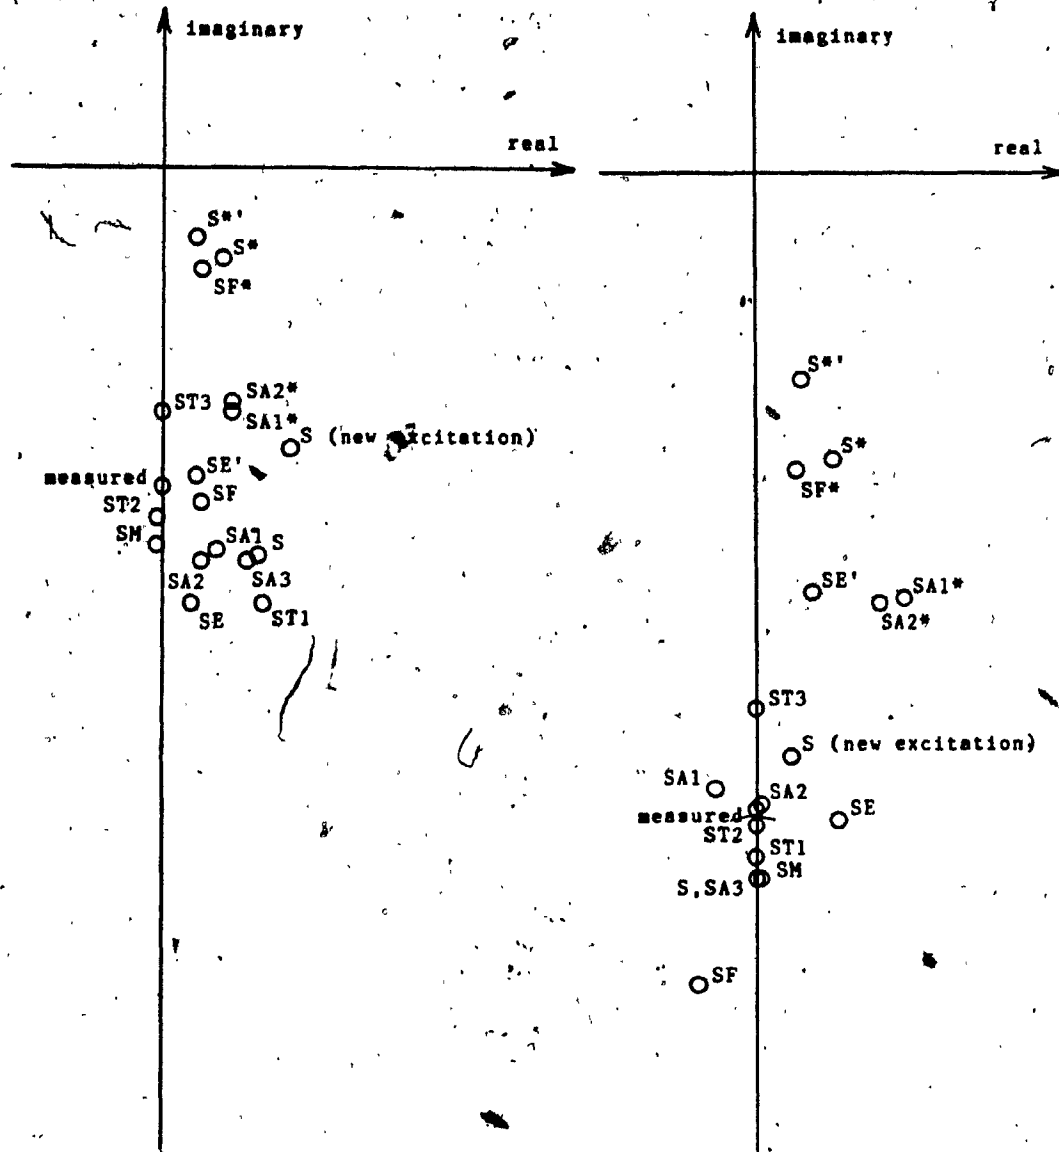 imaginary
real
S*'
S*
SF*
ST3
SA2*
SA1*
S (new excitation)
SE'
measured
SF
ST2
SM
SA1
S
SA2
SA3
SE
ST1
imaginary
real
S*'
S*
SF*
SE'
SA1*
SA2*
ST3
S (new excitation)
SA1
SA2
measured
SE
ST2
ST1
SM
S,SA3
SF